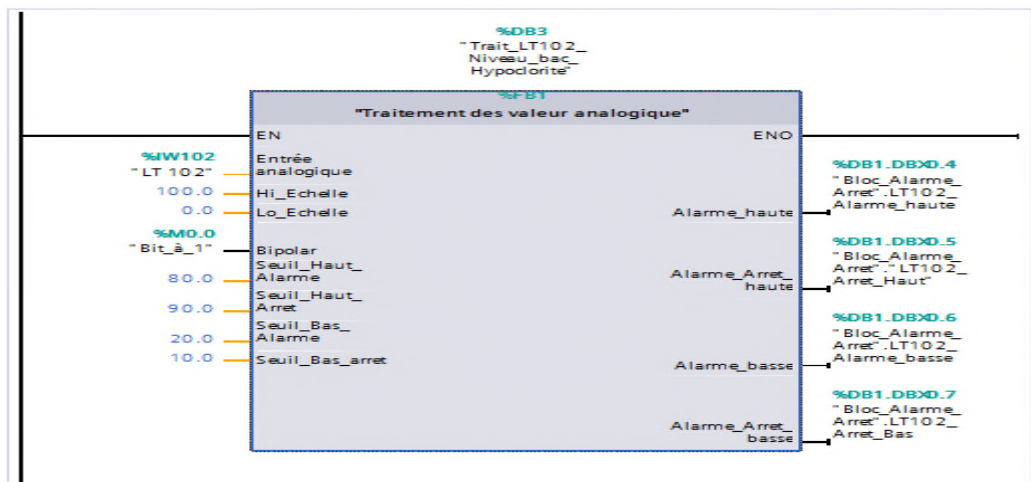 %DB3
"Trait_LT102_
Niveau_bac_
Hypoclorite"
%FB1
"Traitement des valeur analogique"
EN
ENO
%IW102
"LT 102"
Entrée
analogique
100.0
Hi_Echelle
0.0
Lo_Echelle
%M0.0
"Bit_à_1"
Bipolar
80.0
Seuil_Haut_
Alarme
90.0
Seuil_Haut_
Arret
20.0
Seuil_Bas_
Alarme
10.0
Seuil_Bas_arret
Alarme_haute
%DB1.DBX0.4
"Bloc_Alarme_
Arret".LT102_
Alarme_haute
Alarme_Arret_
haute
%DB1.DBX0.5
"Bloc_Alarme_
Arret"."LT102_
Arret_Haut"
Alarme_basse
%DB1.DBX0.6
"Bloc_Alarme_
Arret".LT102_
Alarme_basse
Alarme_Arret_
basse
%DB1.DBX0.7
"Bloc_Alarme_
Arret".LT102_
Arret_Bas